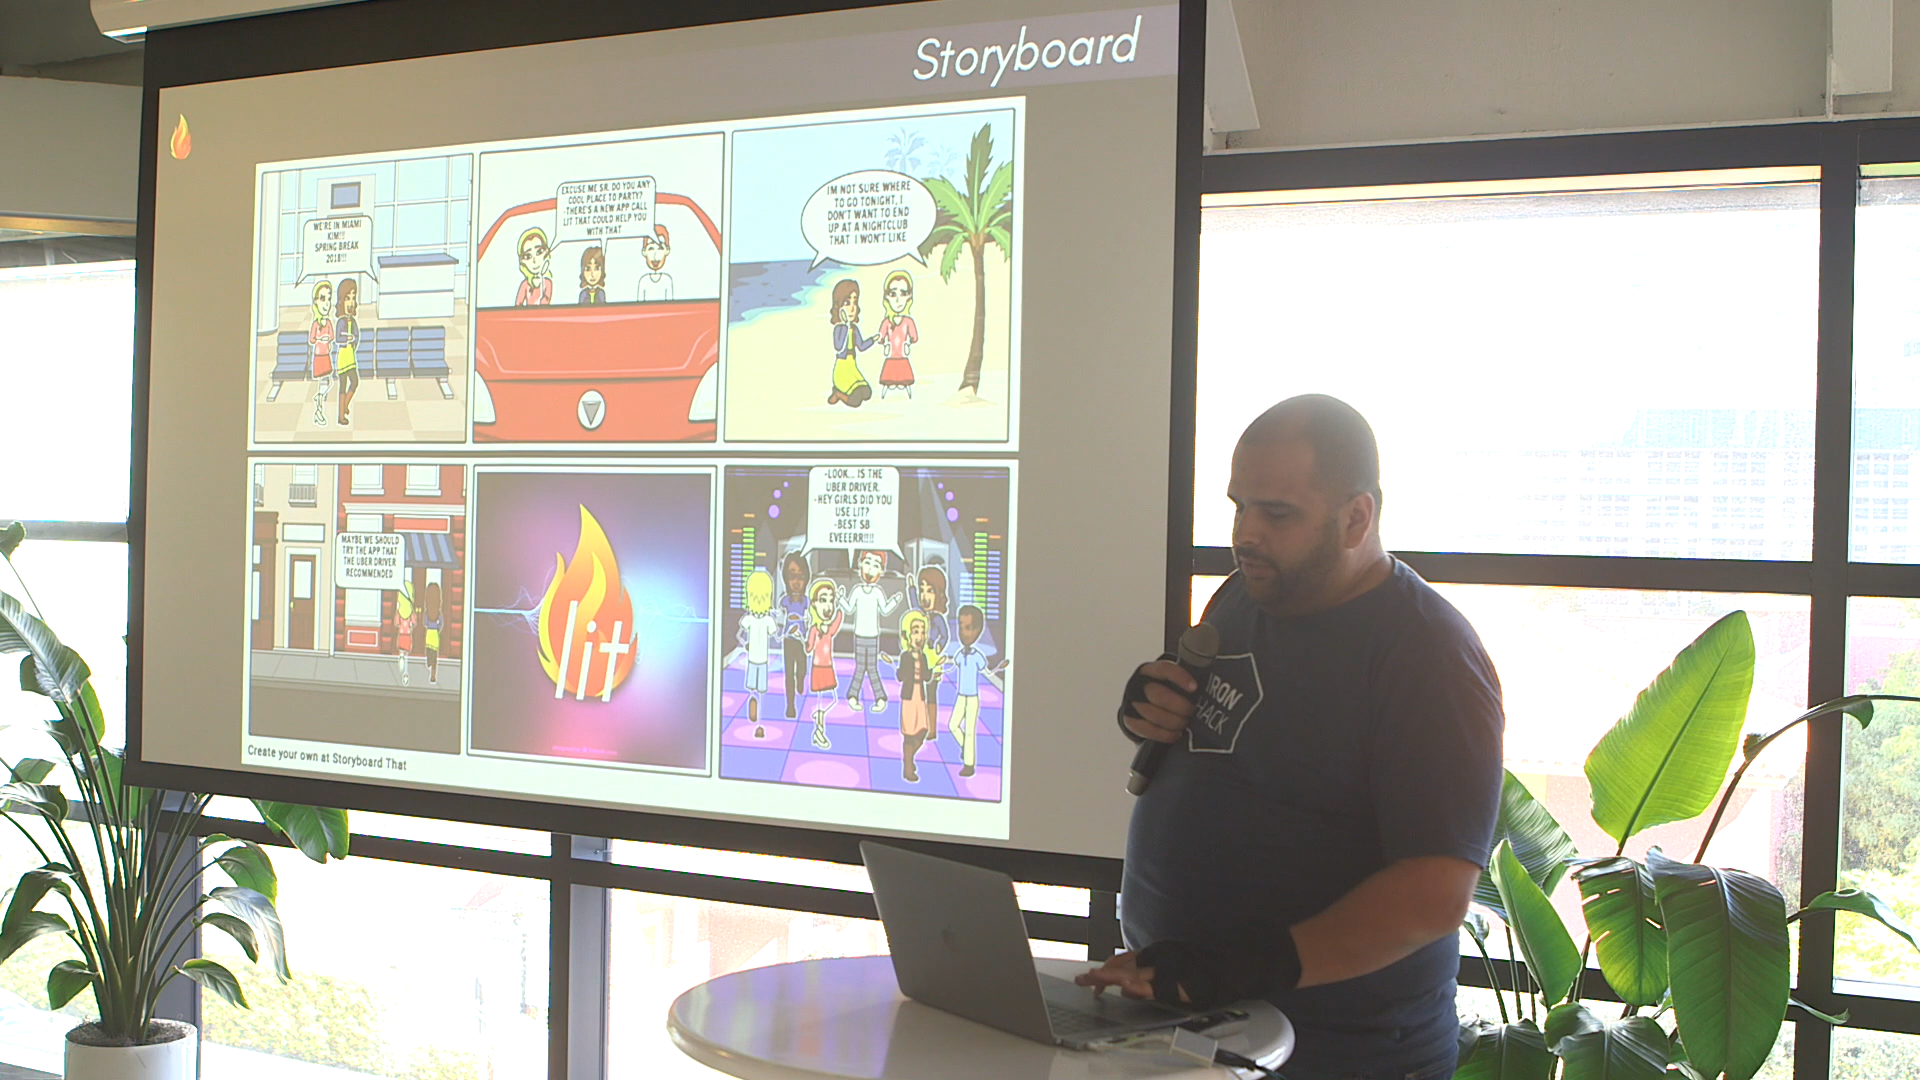 Storyboard
WE'RE IN MIAMI
KIM!!
SPRING BREAK
2018!!!
EXCUSE ME SR. DO YOU ANY
COOL PLACE TO PARTY?
-THERE'S A NEW APP CALL
LIT THAT COULD HELP YOU
WITH THAT
IM NOT SURE WHERE
TO GO TONIGHT, I
DON'T WANT TO END
UP AT A NIGHTCLUB
THAT I WON'T LIKE
MAYBE WE SHOULD
TRY THE APP THAT
THE UBER DRIVER
RECOMMENDED
lit
-LOOK... IS THE
UBER DRIVER.
-HEY GIRLS DID YOU
USE LIT?
-BEST SB
EVEEERR!!!!
Create your own at Storyboard That
IRON
HACK